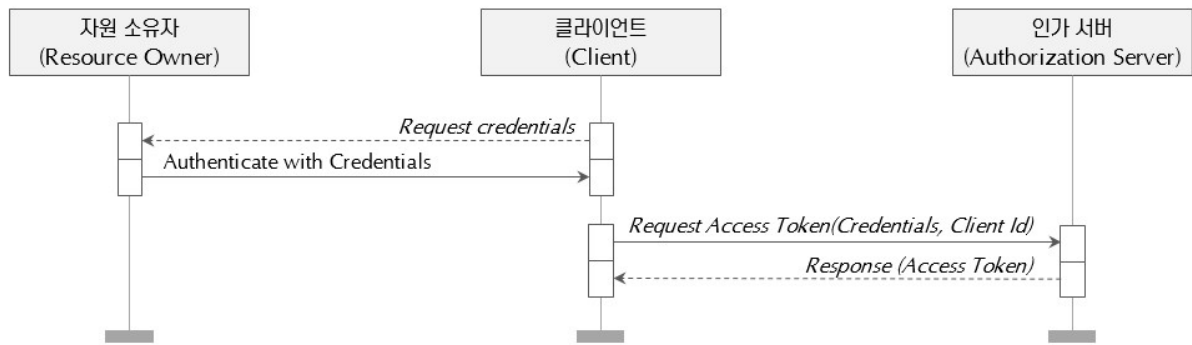 자원 소유자
(Resource Owner)
클라이언트
(Client)
인가 서버
(Authorization Server)
Request credentials
Authenticate with Credentials
Request Access Token(Credentials, Client Id)
Response (Access Token)